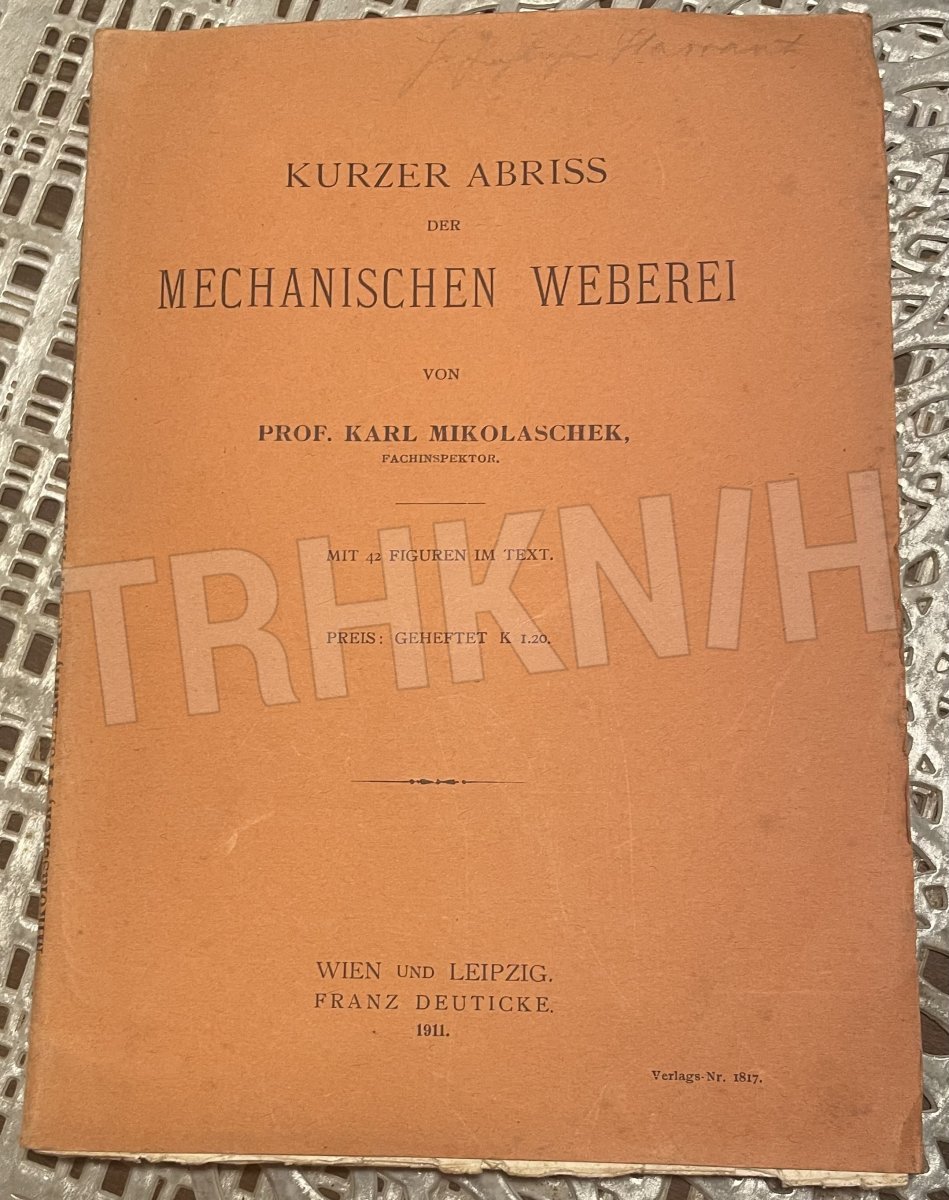 KURZER ABRISS
DER
MECHANISCHEN WEBEREI
VON
PROF. KARL MIKOLASCHEK,
FACHINSPEKTOR.
MIT 42 FIGUREN IM TEXT.
TRHKN/H
PREIS: GEHEFTET K 1.20.
WIEN UND LEIPZIG.
FRANZ DEUTICKE.
1911.
Verlags-Nr. 1817.